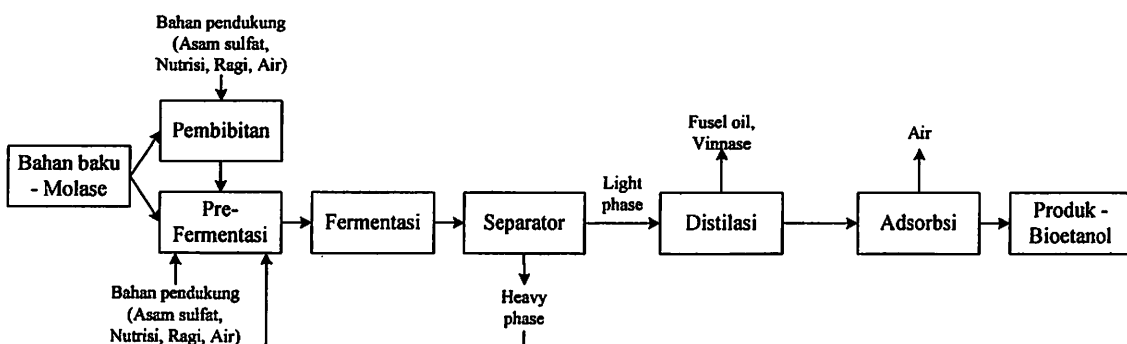 Bahan pendukung
(Asam sulfat,
Nutrisi, Ragi, Air)
Pembibitan
Bahan baku
- Molase
Pre-
Fermentasi
Fermentasi
Separator
Light
phase
Fusel oil,
Vinnase
Distilasi
Air
Adsorbsi
Produk -
Bioetanol
Bahan pendukung
(Asam sulfat,
Nutrisi, Ragi, Air)
Heavy
phase